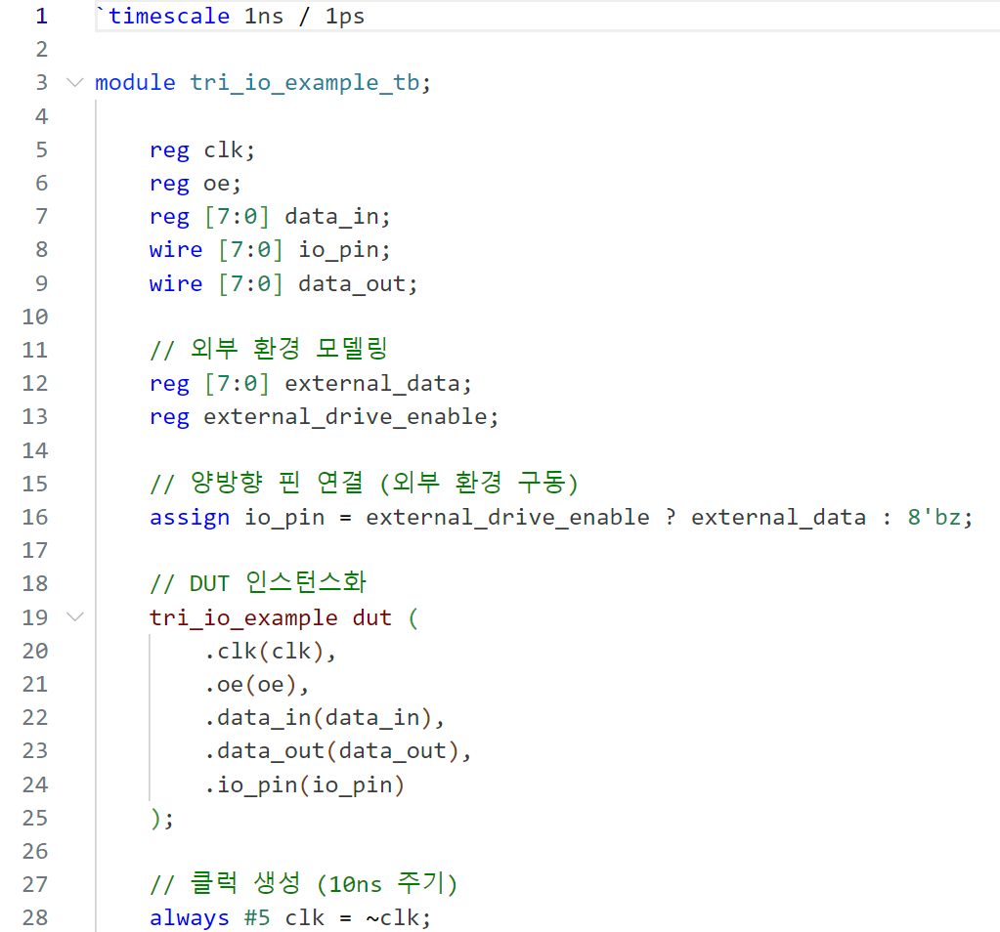 1 `timescale 1ns / 1ps
2
3 module tri_io_example_tb;
4
5 reg clk;
6 reg oe;
7 reg [7:0] data_in;
8 wire [7:0] io_pin;
9 wire [7:0] data_out;
10
11 // 외부 환경 모델링
12 reg [7:0] external_data;
13 reg external_drive_enable;
14
15 // 양방향 핀 연결 (외부 환경 구동)
16 assign io_pin = external_drive_enable ? external_data : 8'bz;
17
18 // DUT 인스턴스화
19 tri_io_example dut (
20 .clk(clk),
21 .oe(oe),
22 .data_in(data_in),
23 .data_out(data_out),
24 .io_pin(io_pin)
25 );
26
27 // 클럭 생성 (10ns 주기)
28 always #5 clk = ~clk;